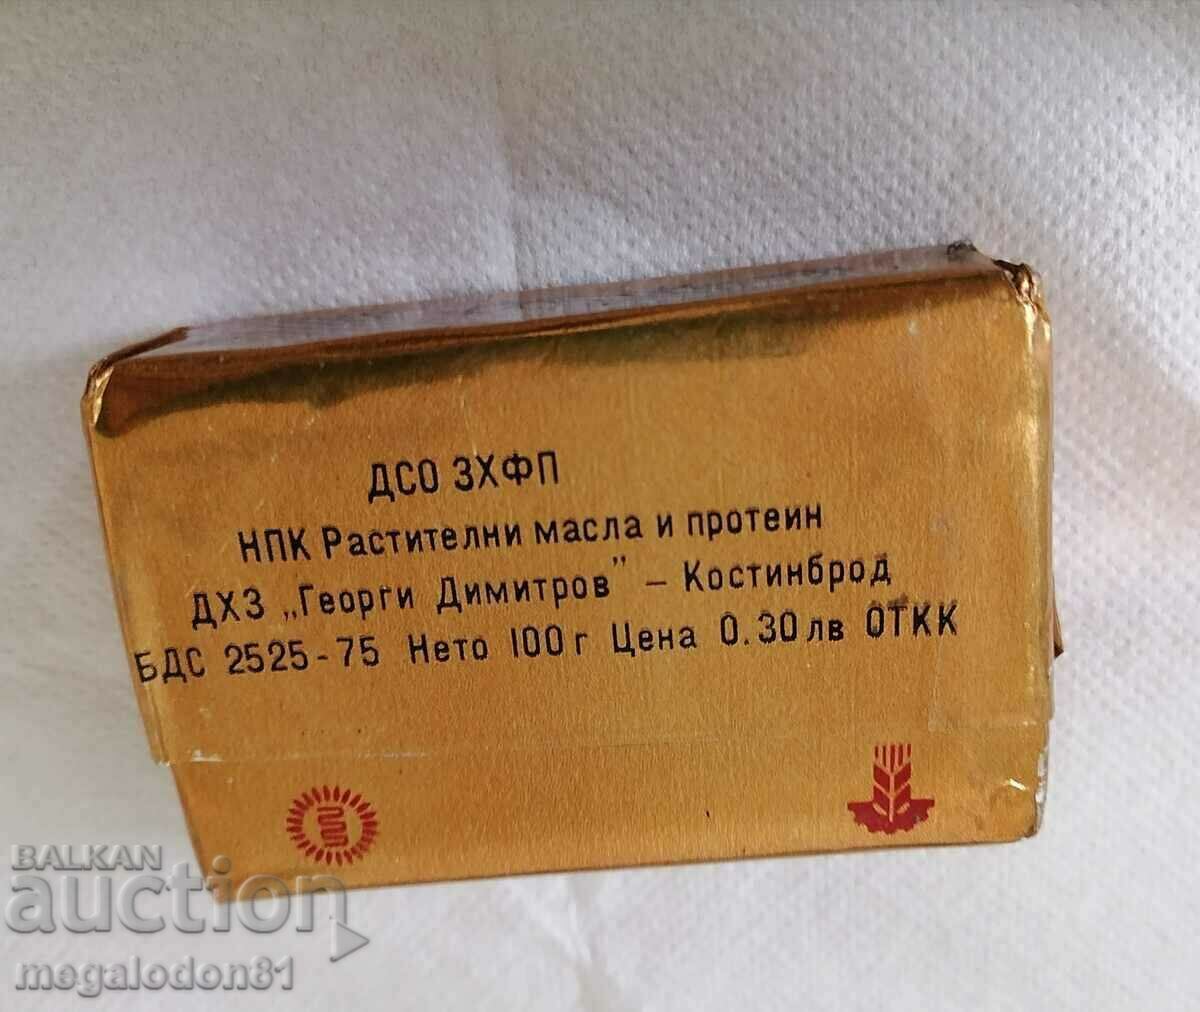 ДСО ЗХФП
НПК Растителни масла и протеин
ДХЗ „Георги Димитров" – Костинброд
БДС 2525-75 Нето 100 г Цена 0.30 лв ОТКК
BALKAN
auction
megalodon81